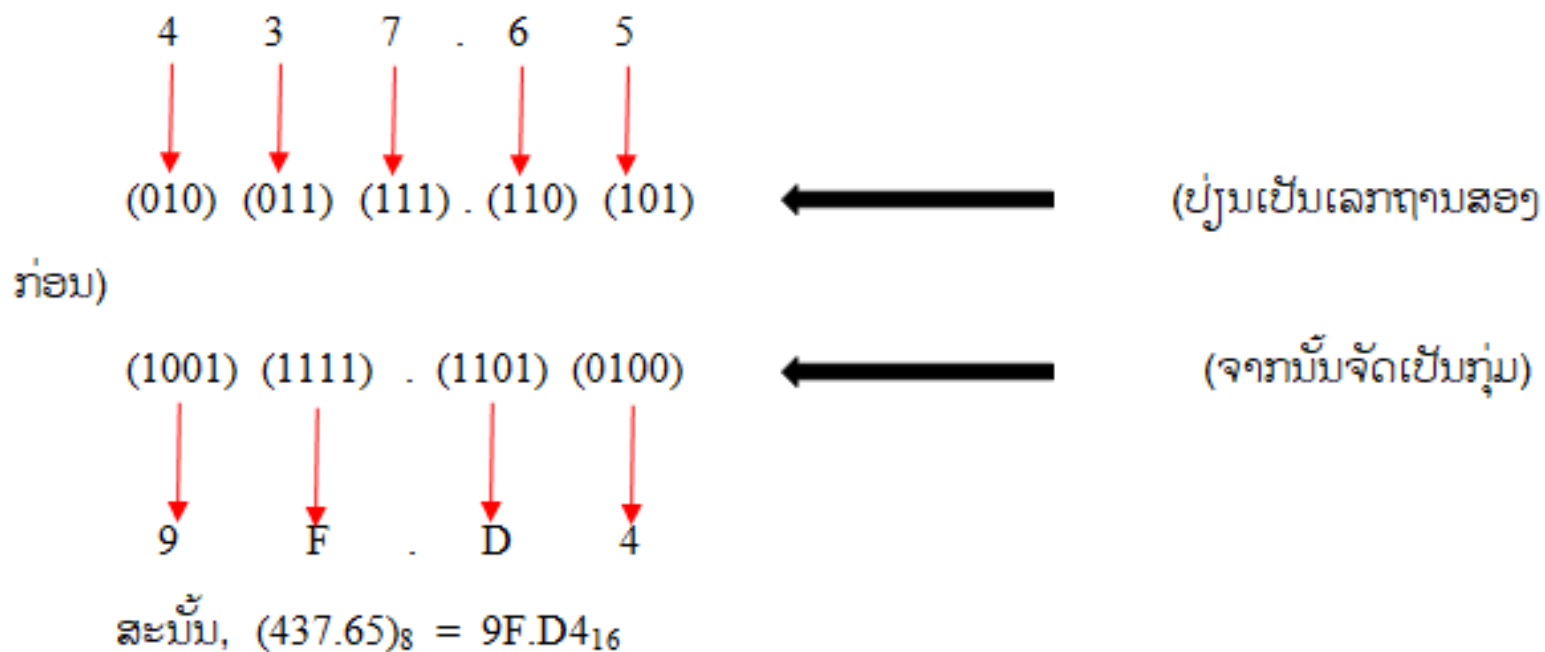 4 3 7 . 6 5
(010) (011) (111) . (110) (101) (ປ່ຽນເປັນເລກຖານສອງ
ກ່ອນ)
(1001) (1111) . (1101) (0100) (ຈາກນັ້ນຈັດເປັນກຸ່ມ)
9 F . D 4
ສະນັ້ນ, (437.65)₈ = 9F.D4₁₆